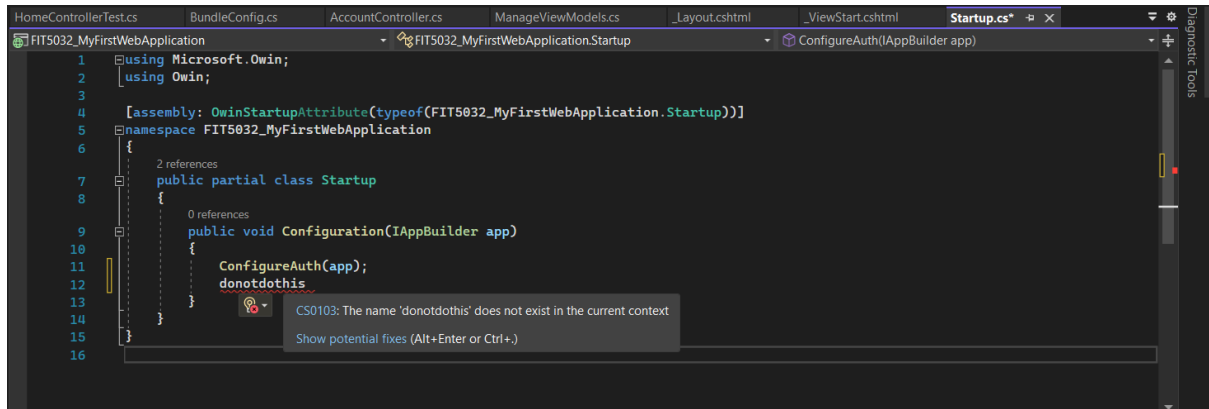 HomeControllerTest.cs BundleConfig.cs AccountController.cs ManageViewModels.cs _Layout.cshtml _ViewStart.cshtml Startup.cs*
Diagnostic Tools
FIT5032_MyFirstWebApplication FIT5032_MyFirstWebApplication.Startup ConfigureAuth(IAppBuilder app)
1 using Microsoft.Owin;
2 using Owin;
3
4 [assembly: OwinStartupAttribute(typeof(FIT5032_MyFirstWebApplication.Startup))]
5 namespace FIT5032_MyFirstWebApplication
6 {
2 references
7 public partial class Startup
8 {
0 references
9 public void Configuration(IAppBuilder app)
10 {
11 ConfigureAuth(app);
12 donotdothis
13 }
CS0103: The name 'donotdothis' does not exist in the current context
14 }
Show potential fixes (Alt+Enter or Ctrl+.)
15 }
16